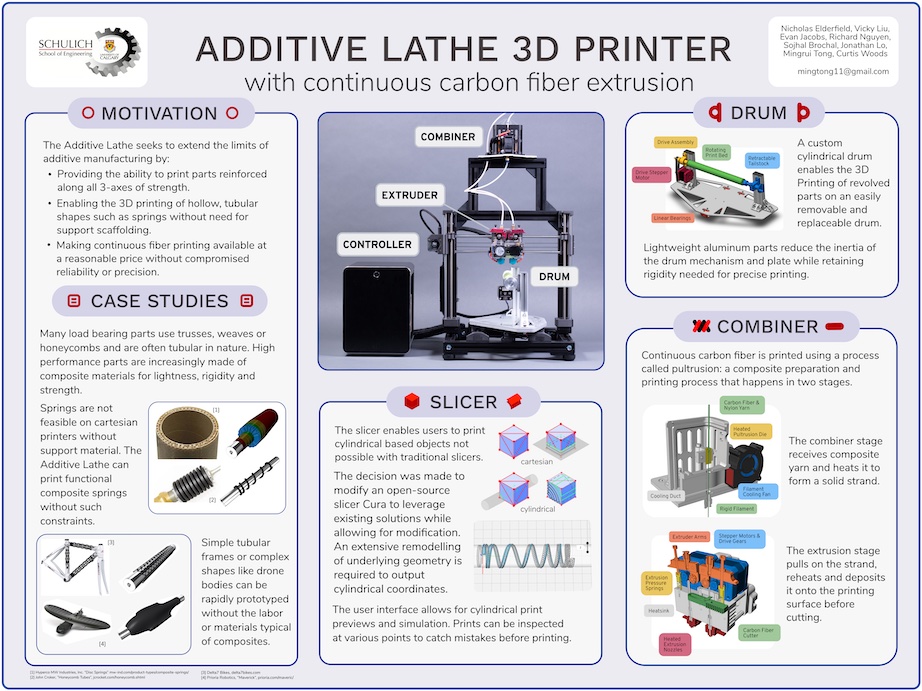 SCHULICH
School of Engineering
UNIVERSITY OF
CALGARY
ADDITIVE LATHE 3D PRINTER
with continuous carbon fiber extrusion
Nicholas Elderfield, Vicky Liu,
Evan Jacobs, Richard Nguyen,
Sojhal Brochal, Jonathan Lo,
Mingrui Tong, Curtis Woods
mingtong11@gmail.com
MOTIVATION
The Additive Lathe seeks to extend the limits of
additive manufacturing by:
• Providing the ability to print parts reinforced
along all 3-axes of strength.
• Enabling the 3D printing of hollow, tubular
shapes such as springs without need for
support scaffolding.
• Making continuous fiber printing available at
a reasonable price without compromised
reliability or precision.
CASE STUDIES
Many load bearing parts use trusses, weaves or
honeycombs and are often tubular in nature. High
performance parts are increasingly made of
composite materials for lightness, rigidity and
strength.
Springs are not
feasible on cartesian
printers without
support material. The
Additive Lathe can
print functional
composite springs
without such
constraints.
[1]
[2]
[3]
[4]
Simple tubular
frames or complex
shapes like drone
bodies can be
rapidly prototyped
without the labor
or materials typical
of composites.
COMBINER
EXTRUDER
CONTROLLER
DRUM
SLICER
The slicer enables users to print
cylindrical based objects not
possible with traditional slicers.
The decision was made to
modify an open-source
slicer Cura to leverage
existing solutions while
allowing for modification.
An extensive remodelling
of underlying geometry is
required to output
cylindrical coordinates.
cartesian
cylindrical
The user interface allows for cylindrical print
previews and simulation. Prints can be inspected
at various points to catch mistakes before printing.
DRUM
Drive Assembly
Rotating
Print Bed
Retractable
Tailstock
Drive Stepper
Motor
Linear Bearings
A custom
cylindrical drum
enables the 3D
Printing of revolved
parts on an easily
removable and
replaceable drum.
Lightweight aluminum parts reduce the inertia of
the drum mechanism and plate while retaining
rigidity needed for precise printing.
COMBINER
Continuous carbon fiber is printed using a process
called pultrusion: a composite preparation and
printing process that happens in two stages.
Carbon Fiber &
Nylon Yarn
Heated
Pultrusion Die
Cooling Duct
Filament
Cooling Fan
Rigid Filament
The combiner stage
receives composite
yarn and heats it to
form a solid strand.
Extruder Arms
Stepper Motors &
Drive Gears
Extrusion
Pressure
Springs
Heatsink
Heated
Extrusion
Nozzles
Carbon Fiber
Cutter
The extrusion stage
pulls on the strand,
reheats and deposits
it onto the printing
surface before
cutting.